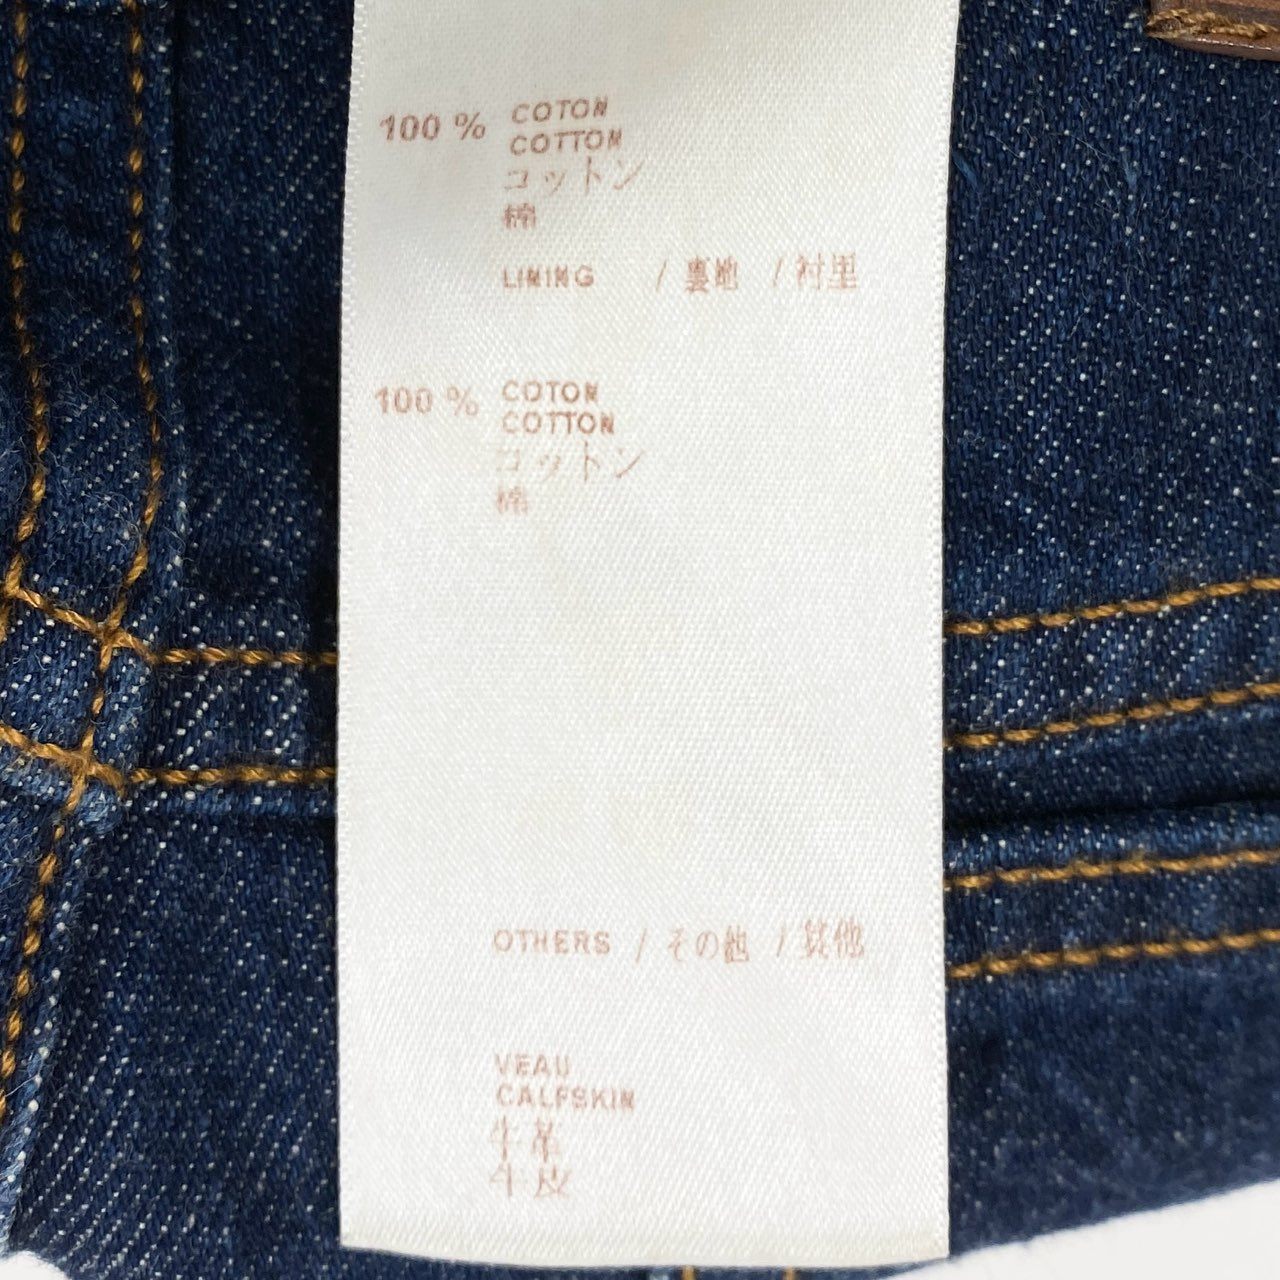 100 % COTON
COTTON
コットン
棉
LINING / 裏地 / 衬里
100 % COTON
COTTON
コットン
棉
OTHERS / その他 / 其他
VEAU
CALFSKIN
牛革
牛皮